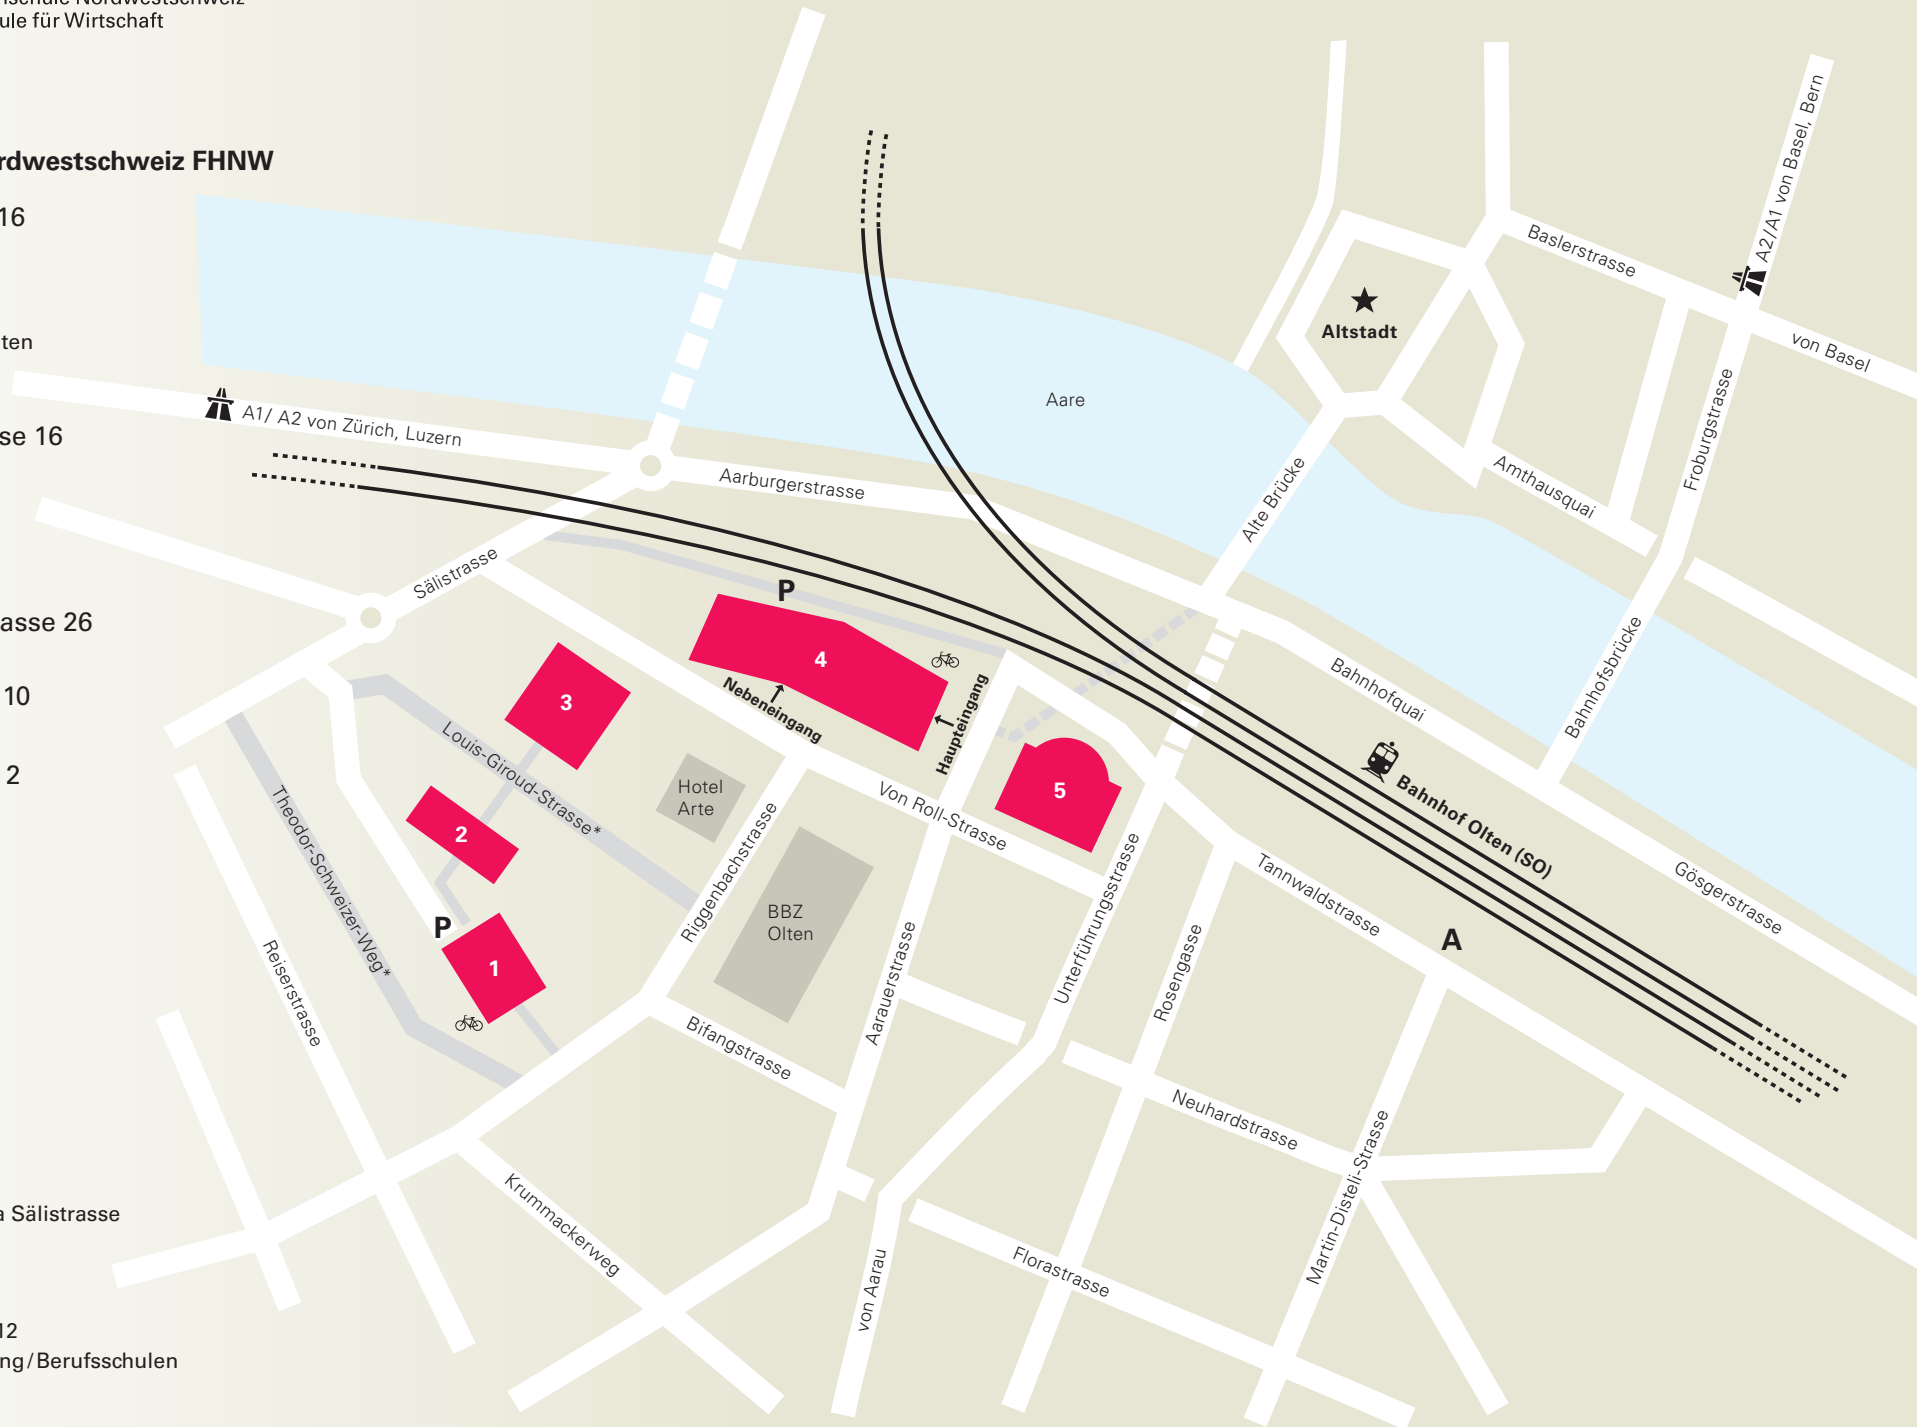 ule für Wirtschaft
rdwestschweiz FHNW
16
ten
se 16
asse 26
10
2
a Sälistrasse
12
ng/Berufsschulen
A2/A1 von Basel, Bern
Baslerstrasse
von Basel
Altstadt
Froburgstrasse
Aare
A1/ A2 von Zürich, Luzern
Aarburgerstrasse
Alte Brücke
Amthausquai
Sälistrasse
P
4
Nebeneingang
Haupteingang
3
Bahnhofquai
Bahnhofsbrücke
Bahnhof Olten (SO)
Louis-Giroud-Strasse*
Hotel
Arte
5
Von Roll-Strasse
2
Theodor-Schweizer-Weg*
Riggenbachstrasse
Unterführungsstrasse
Tannwaldstrasse
Gösgerstrasse
BBZ
Olten
P
1
A
Reiserstrasse
Aarauerstrasse
Rosengasse
Bifangstrasse
Neuhardstrasse
Martin-Disteli-Strasse
Krummackerweg
von Aarau
Florastrasse